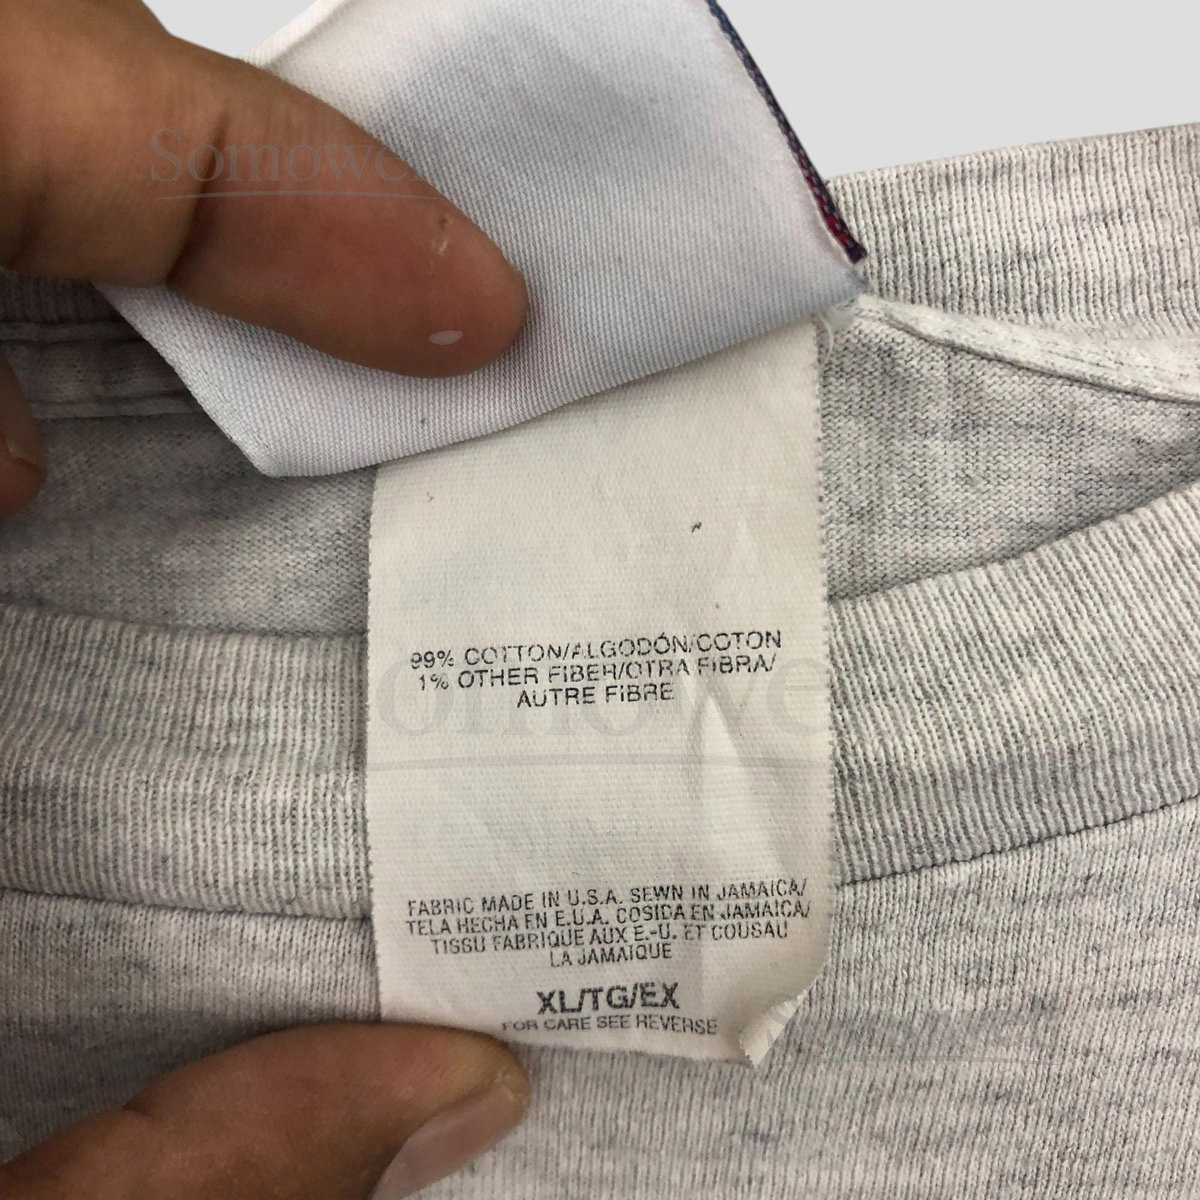 Somowe
99% COTTON/ALGODÓN/COTON
1% OTHER FIBER/OTRA FIBRA/
AUTRE FIBRE
Somowe
FABRIC MADE IN U.S.A. SEWN IN JAMAICA/
TELA HECHA EN E.U.A. COSIDA EN JAMAICA/
TISSU FABRIQUE AUX E.-U. ET COUSAU
LA JAMAIQUE
XL/TG/EX
FOR CARE SEE REVERSE